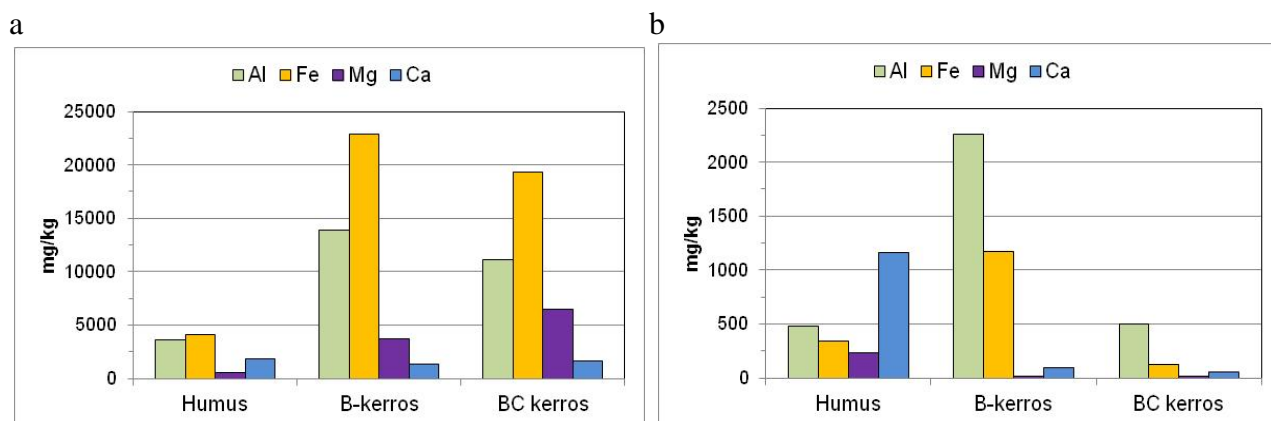 a
Al Fe Mg Ca
25000
20000
15000
10000
5000
0
mg/kg
Humus B-kerros BC kerros
b
Al Fe Mg Ca
2500
2000
1500
1000
500
0
mg/kg
Humus B-kerros BC kerros